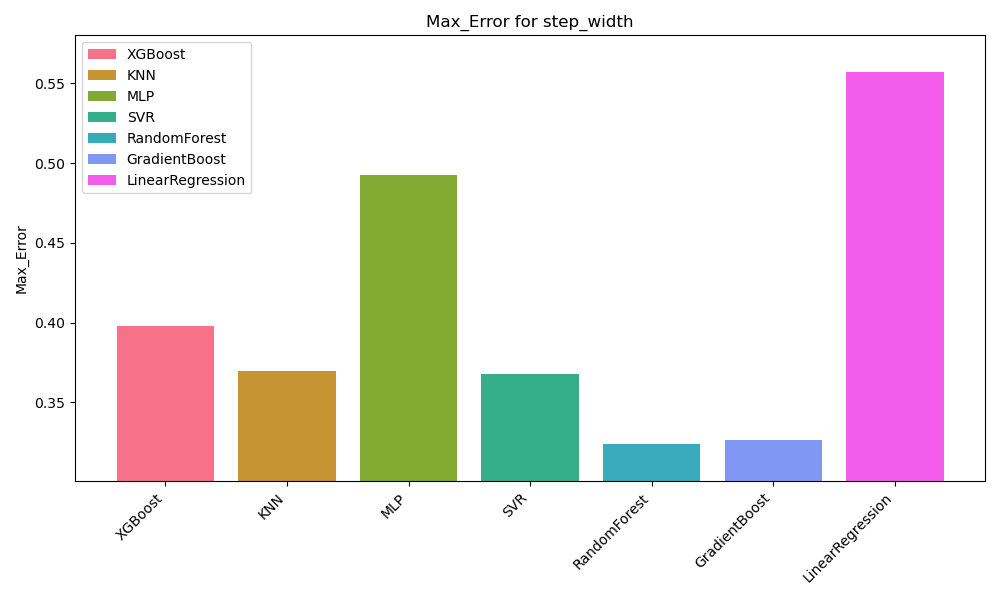 Max_Error for step_width
XGBoost
KNN
MLP
SVR
RandomForest
GradientBoost
LinearRegression
Max_Error
0.55
0.50
0.45
0.40
0.35
XGBoost
KNN
MLP
SVR
RandomForest
GradientBoost
LinearRegression